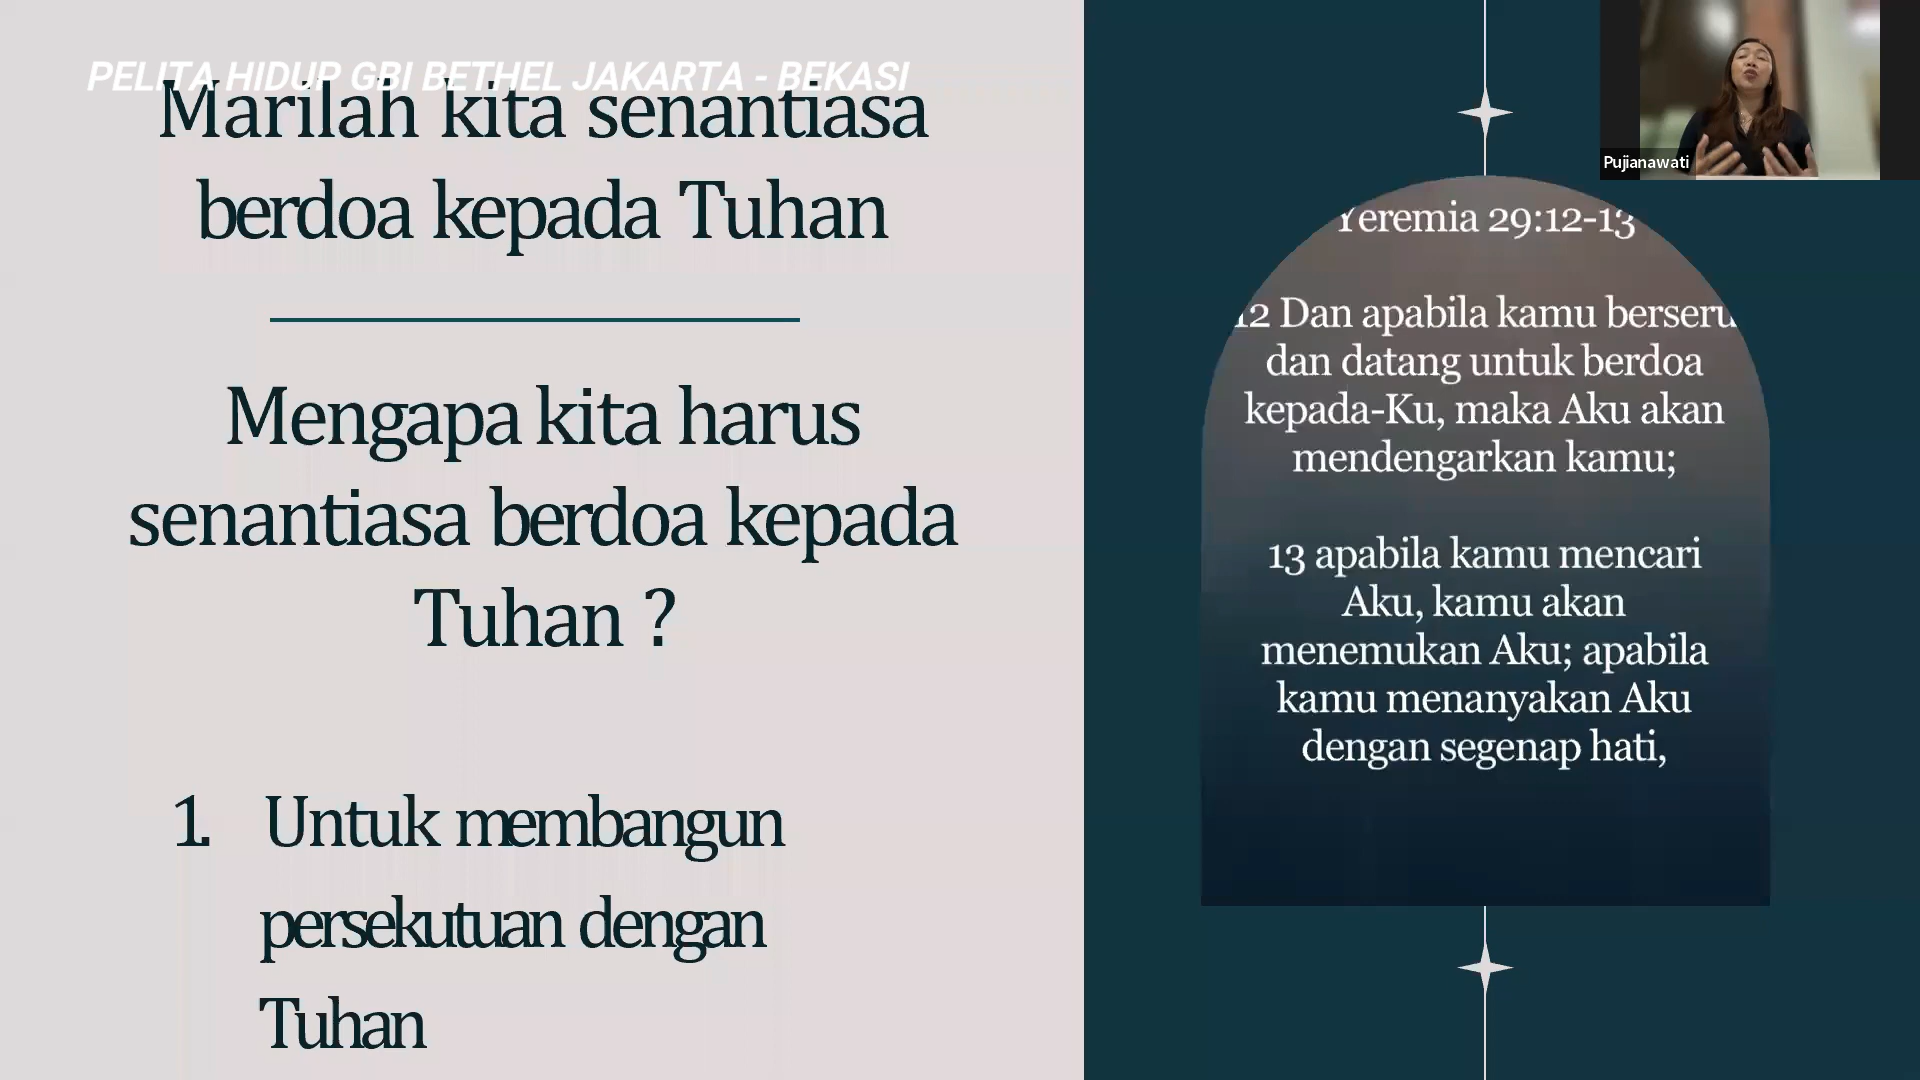 PELITA HIDUP GBI BETHEL JAKARTA - BEKASI
Marilah kita senantiasa
berdoa kepada Tuhan
Mengapa kita harus
senantiasa berdoa kepada
Tuhan ?
1. Untuk membangun
persekutuan dengan
Tuhan
Pujianawati
Yeremia 29:12-13
12 Dan apabila kamu berseru
dan datang untuk berdoa
kepada-Ku, maka Aku akan
mendengarkan kamu;
13 apabila kamu mencari
Aku, kamu akan
menemukan Aku; apabila
kamu menanyakan Aku
dengan segenap hati,